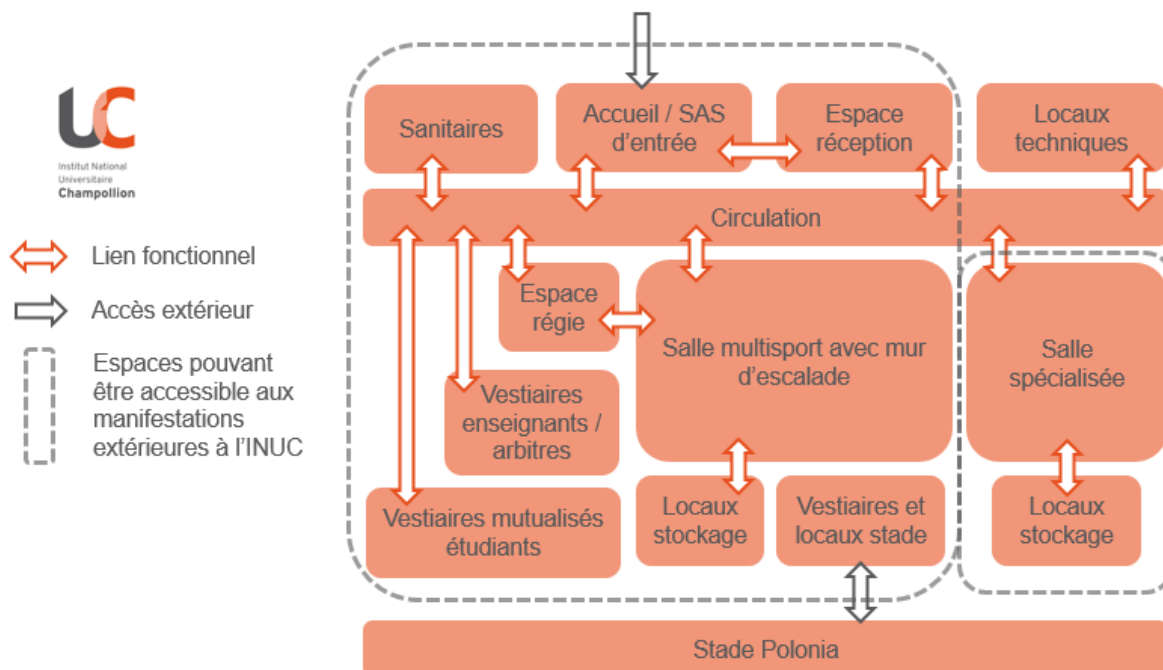 UC
Institut National
Universitaire
Champollion
Lien fonctionnel
Accès extérieur
Espaces pouvant
être accessible aux
manifestations
extérieures à l'INUC
Sanitaires
Accueil / SAS
d'entrée
Espace
réception
Locaux
techniques
Circulation
Espace
régie
Salle multisport avec mur
d'escalade
Salle
spécialisée
Vestiaires
enseignants /
arbitres
Vestiaires mutualisés
étudiants
Locaux
stockage
Vestiaires et
locaux stade
Locaux
stockage
Stade Polonia